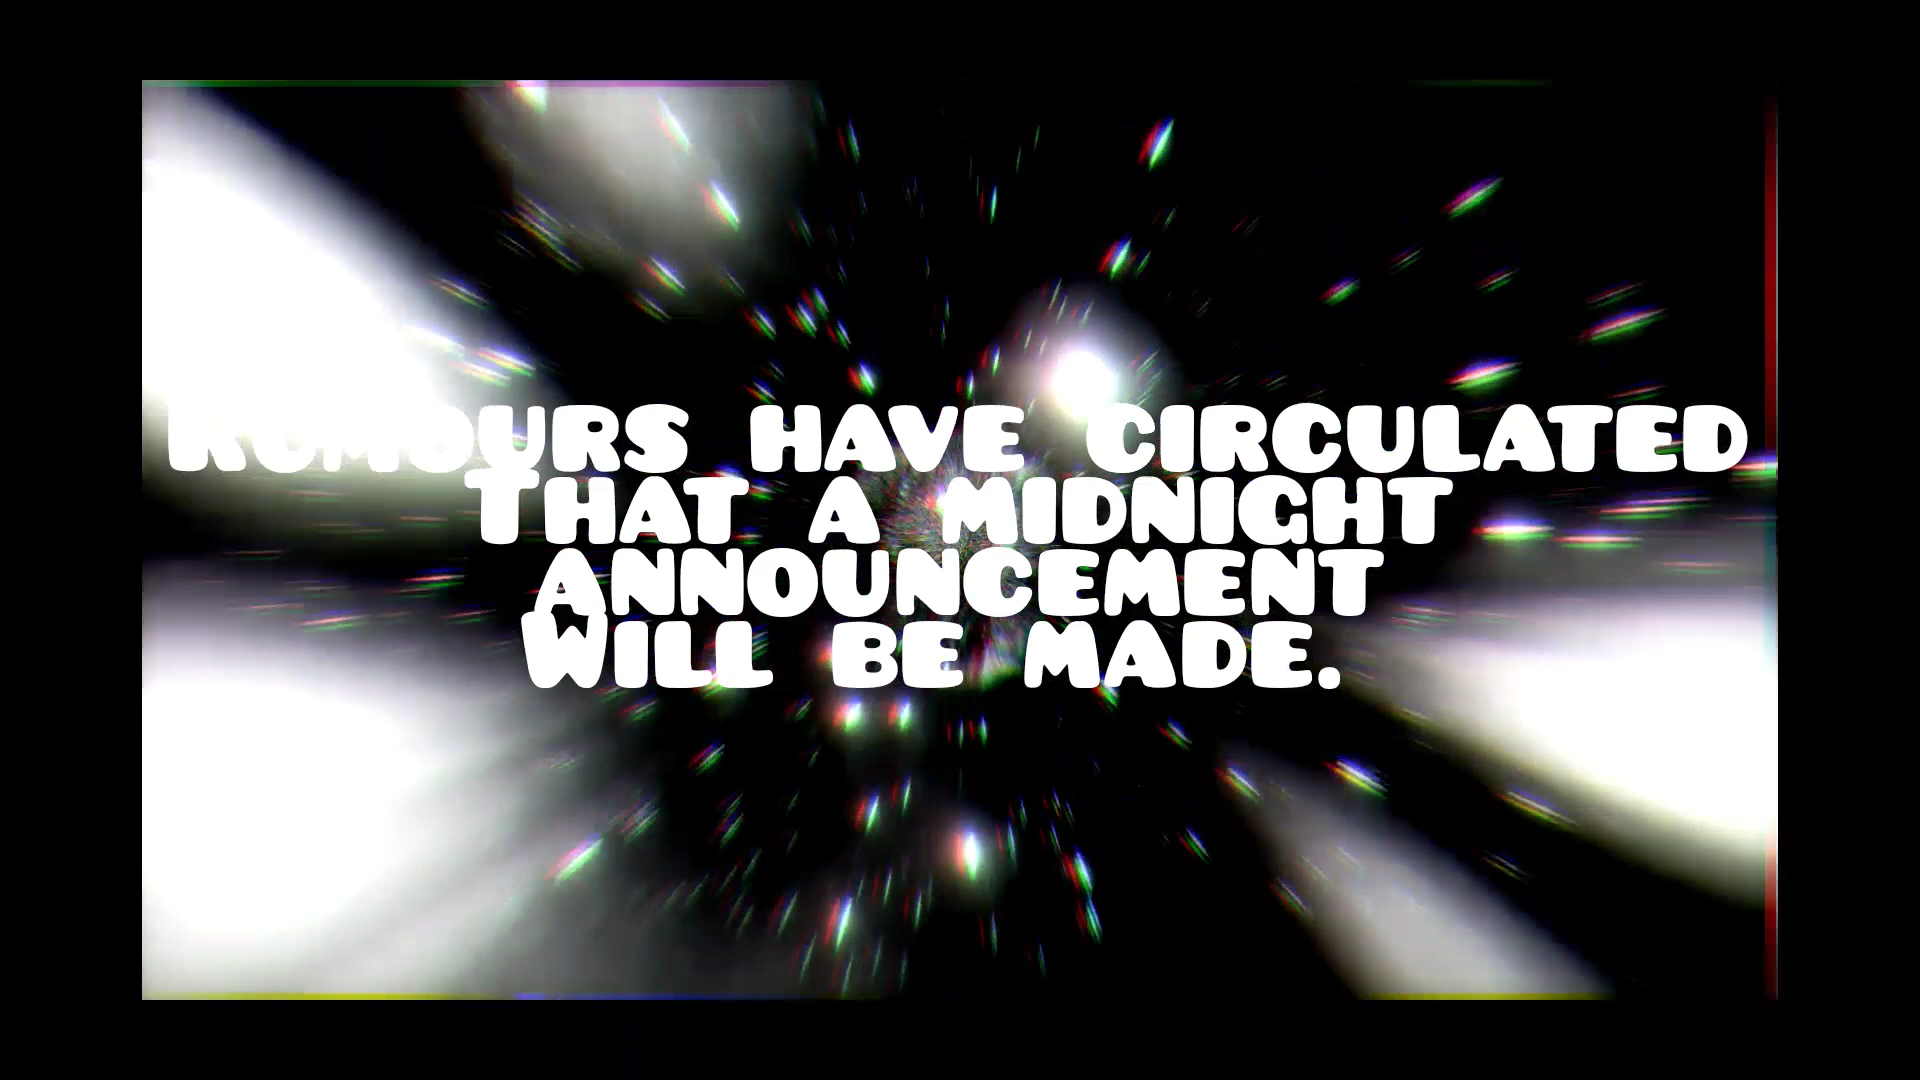 Rumours have circulated
That a midnight
announcement
Will be made.